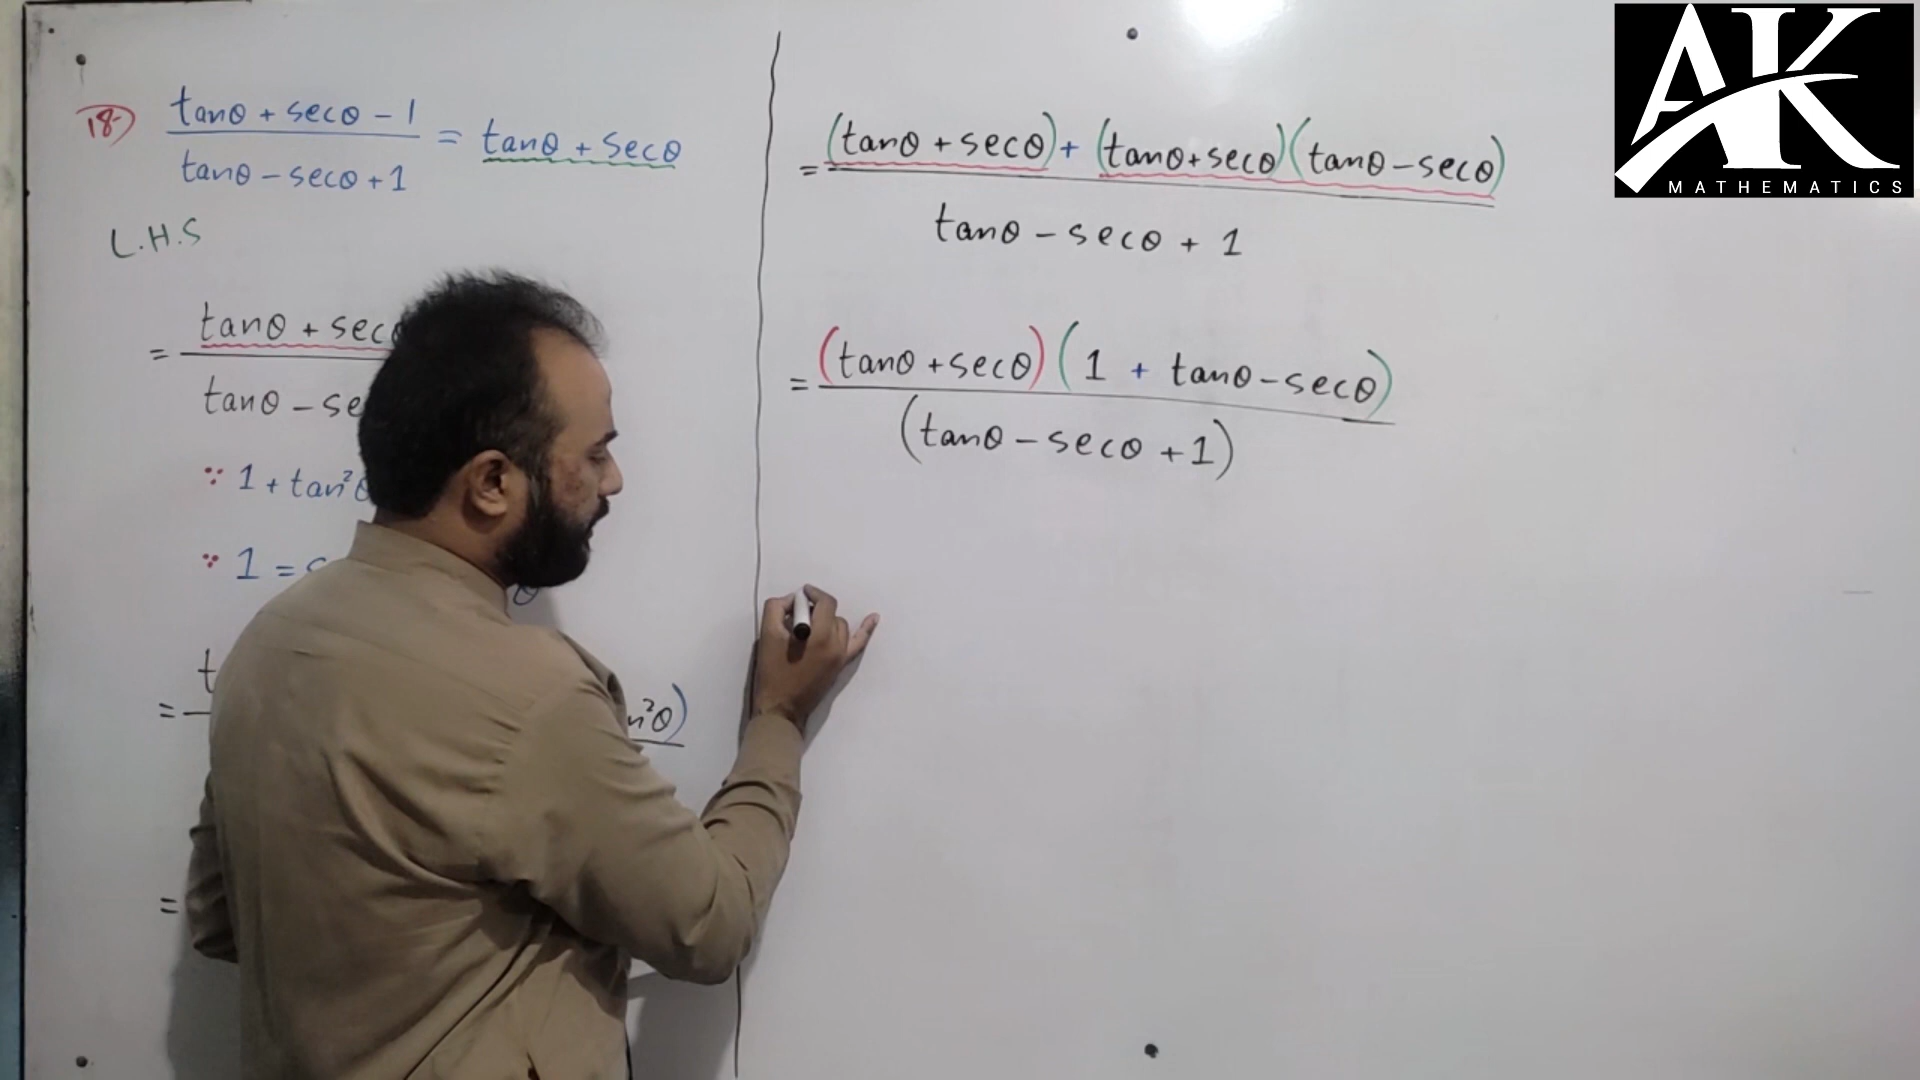 18-) tanθ + secθ - 1 = tanθ + secθ
tanθ - secθ + 1
L.H.S
= tanθ + secθ
tanθ - se
∵ 1 + tan²θ
∵ 1 =
= n²θ)
=
= (tanθ + secθ) + (tanθ + secθ)(tanθ - secθ)
tanθ - secθ + 1
= (tanθ + secθ)(1 + tanθ - secθ)
(tanθ - secθ + 1)
AK
MATHEMATICS